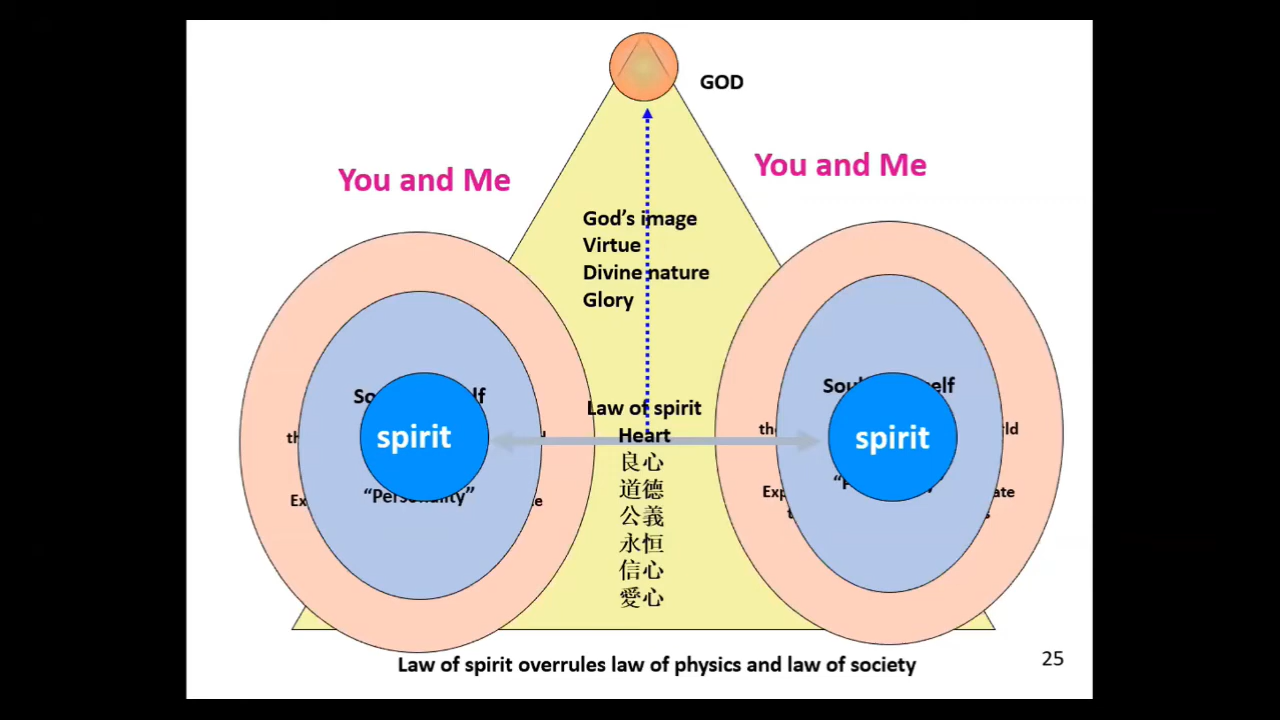 GOD
You and Me
You and Me
God's image
Virtue
Divine nature
Glory
Law of spirit
Heart
良心
道德
公義
永恒
信心
愛心
spirit
spirit
Law of spirit overrules law of physics and law of society
25